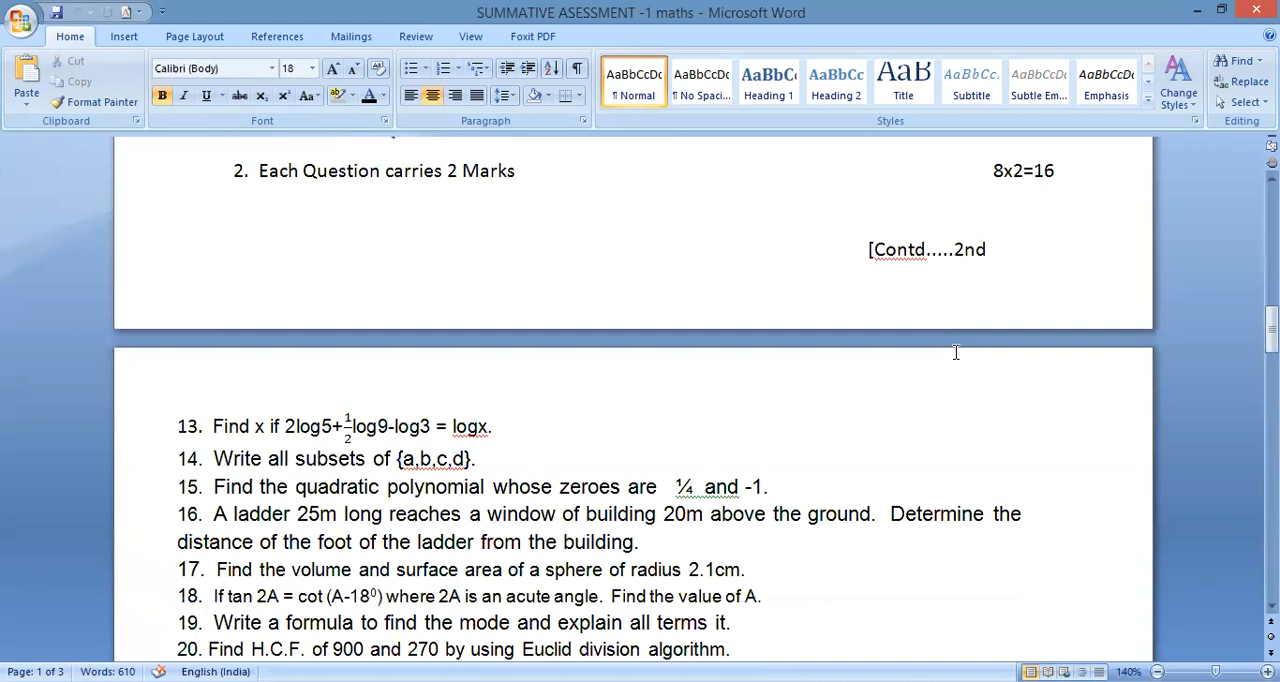 SUMMATIVE ASESSMENT -1 maths - Microsoft Word
Home Insert Page Layout References Mailings Review View Foxit PDF
Paste Cut Copy Format Painter Clipboard
Calibri (Body) 18 Font
Paragraph
AaBbCcDc AaBbCcDc AaBbC AaBbCc AaB AaBbCc. AaBbCcDc AaBbCcDc
¶ Normal ¶ No Spaci... Heading 1 Heading 2 Title Subtitle Subtle Em... Emphasis
Styles
Change Styles
Find Replace Select Editing
2. Each Question carries 2 Marks 8x2=16
[Contd.....2nd
13. Find x if 2log5+½log9-log3 = logx.
14. Write all subsets of {a,b,c,d}.
15. Find the quadratic polynomial whose zeroes are ¼ and -1.
16. A ladder 25m long reaches a window of building 20m above the ground. Determine the
distance of the foot of the ladder from the building.
17. Find the volume and surface area of a sphere of radius 2.1cm.
18. If tan 2A = cot (A-18⁰) where 2A is an acute angle. Find the value of A.
19. Write a formula to find the mode and explain all terms it.
20. Find H.C.F. of 900 and 270 by using Euclid division algorithm.
Page: 1 of 3 Words: 610 English (India) 140%